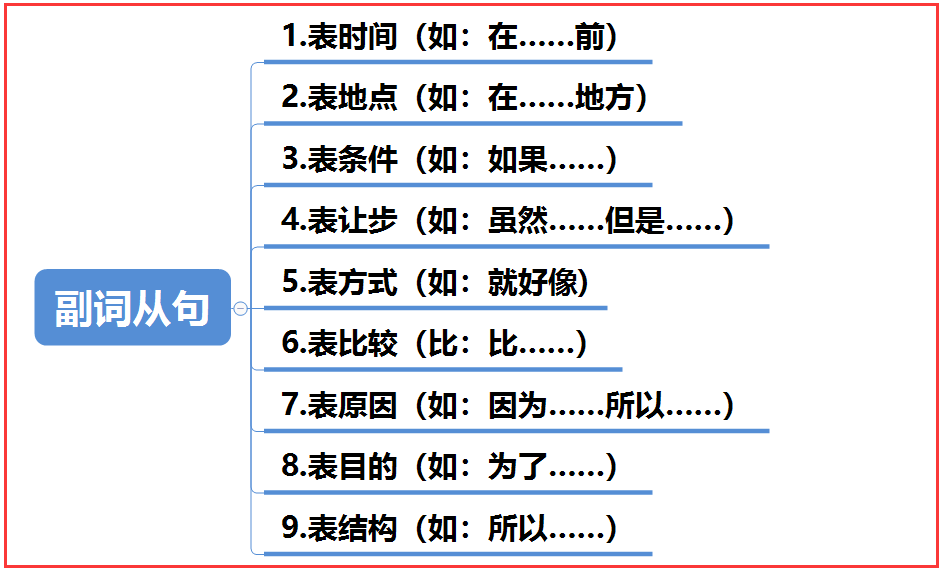 1.表时间（如：在……前）
2.表地点（如：在……地方）
3.表条件（如：如果……）
4.表让步（如：虽然……但是……）
副词从句
5.表方式（如：就好像)
6.表比较（比：比……）
7.表原因（如：因为……所以……）
8.表目的（如：为了……）
9.表结构（如：所以……）